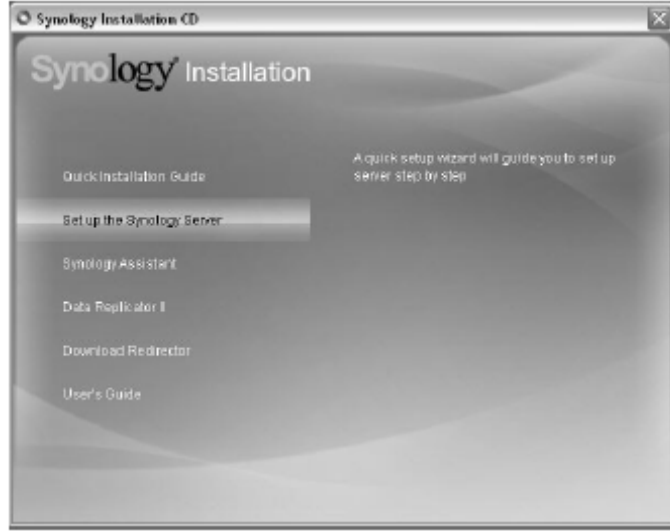 Synology Installation CD
Synology Installation
Quick Installation Guide
A quick setup wizard will guide you to set up
server step by step
Set up the Synology Server
Synology Assistant
Data Replicator II
Download Redirector
User's Guide